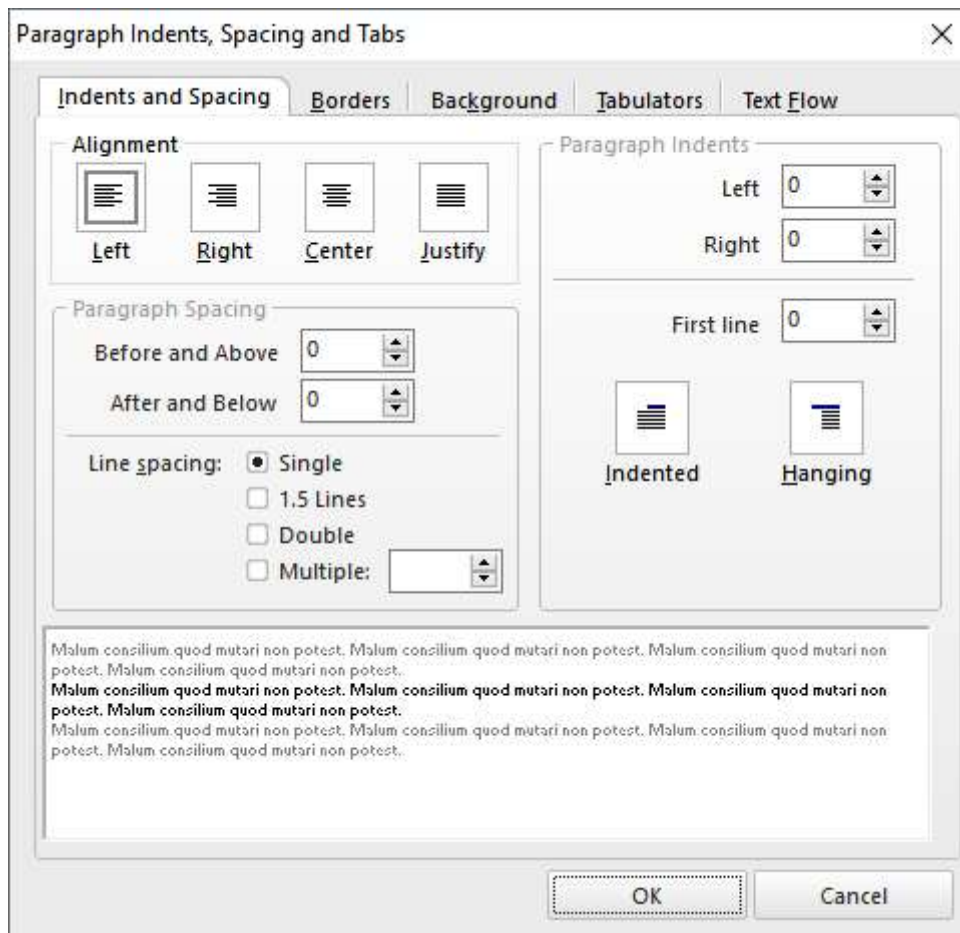 Paragraph Indents, Spacing and Tabs
Indents and Spacing Borders Background Tabulators Text Flow
Alignment
Left Right Center Justify
Paragraph Spacing
Before and Above 0
After and Below 0
Line spacing: Single
1.5 Lines
Double
Multiple:
Paragraph Indents
Left 0
Right 0
First line 0
Indented Hanging
Malum consilium quod mutari non potest. Malum consilium quod mutari non potest. Malum consilium quod mutari non
potest. Malum consilium quod mutari non potest.
Malum consilium quod mutari non potest. Malum consilium quod mutari non potest. Malum consilium quod mutari non
potest. Malum consilium quod mutari non potest.
Malum consilium quod mutari non potest. Malum consilium quod mutari non potest. Malum consilium quod mutari non
potest. Malum consilium quod mutari non potest.
OK Cancel